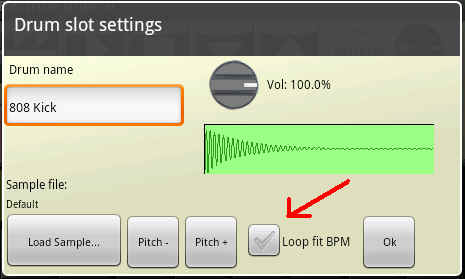 Drum slot settings
Drum name
Vol: 100.0%
808 Kick
Sample file:
Default
Load Sample...
Pitch -
Pitch +
Loop fit BPM
Ok